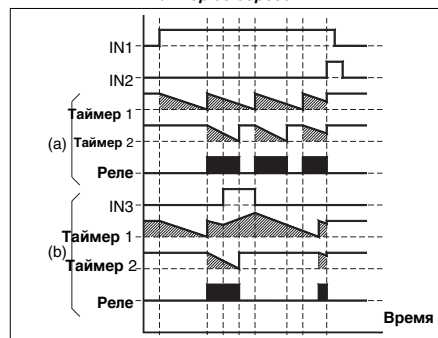 IN1
IN2
Таймер 1
(a)
Таймер 2
Реле
IN3
Таймер 1
(b)
Таймер 2
Реле
Время